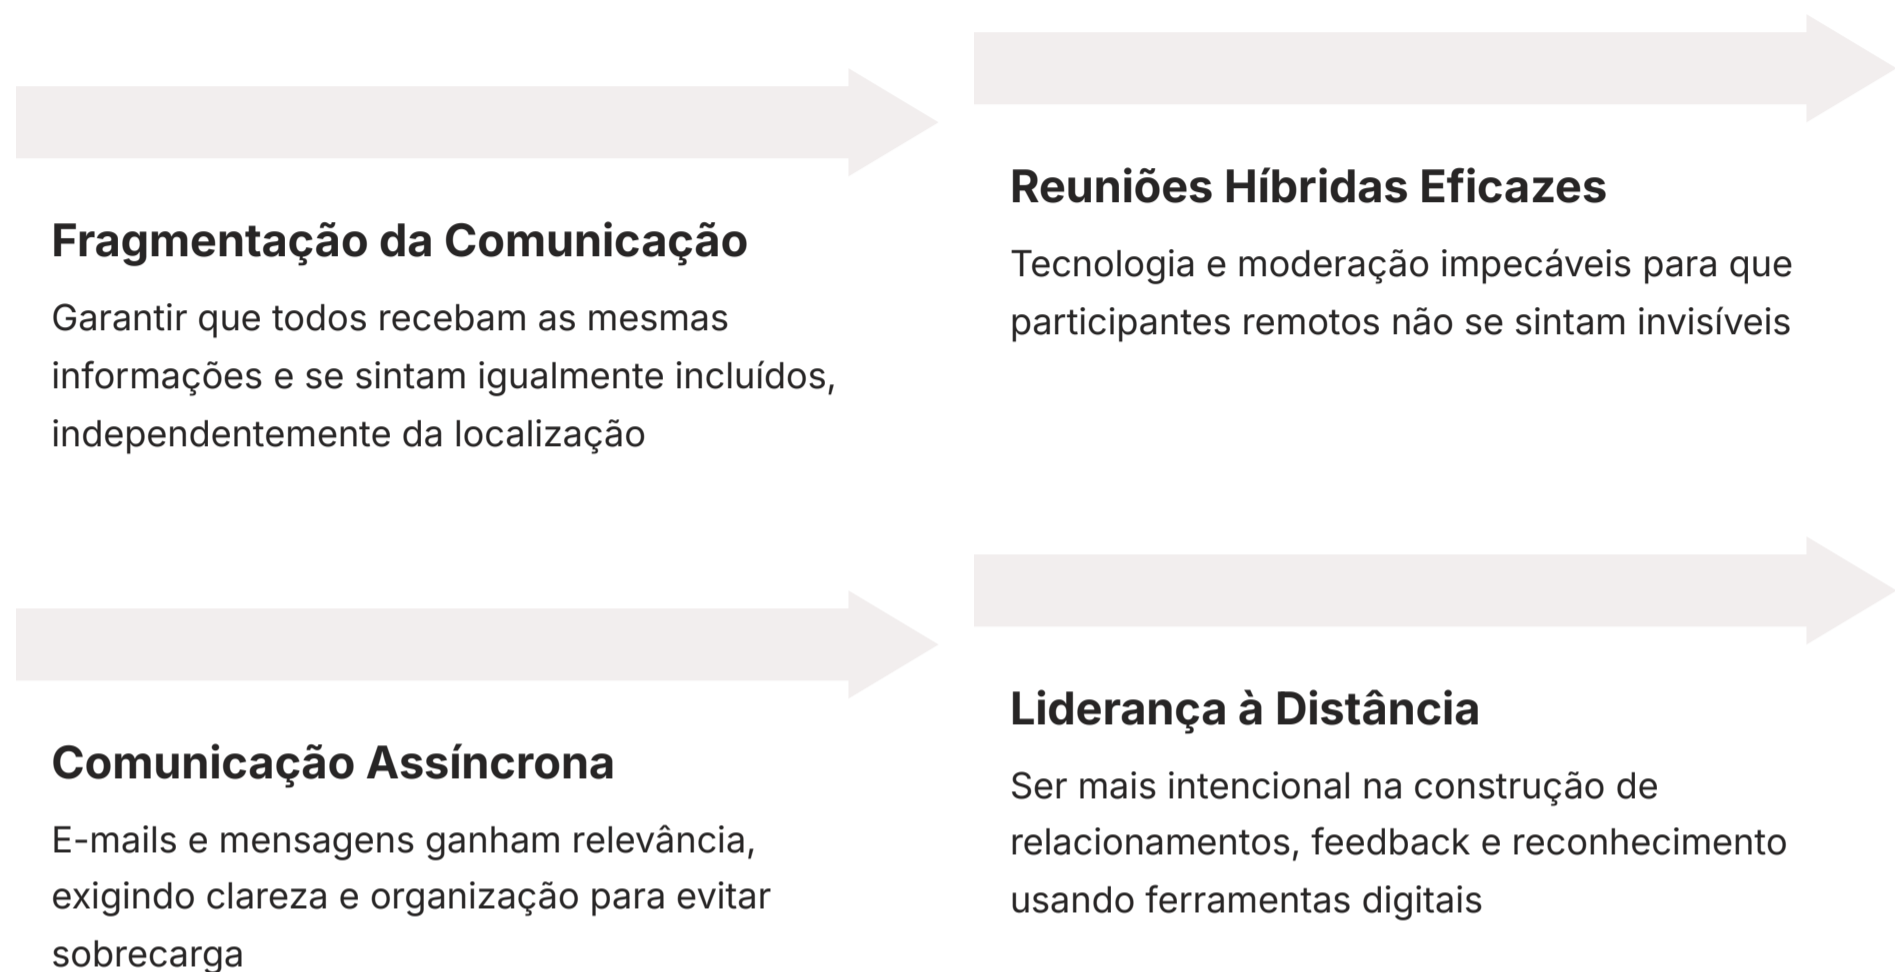 Fragmentação da Comunicação
Garantir que todos recebam as mesmas
informações e se sintam igualmente incluídos,
independentemente da localização
Reuniões Híbridas Eficazes
Tecnologia e moderação impecáveis para que
participantes remotos não se sintam invisíveis
Comunicação Assíncrona
E-mails e mensagens ganham relevância,
exigindo clareza e organização para evitar
sobrecarga
Liderança à Distância
Ser mais intencional na construção de
relacionamentos, feedback e reconhecimento
usando ferramentas digitais